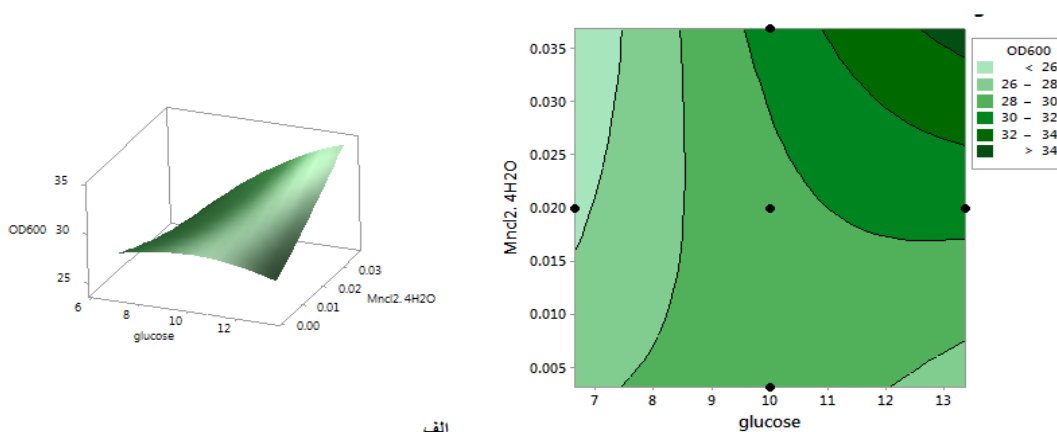 35
OD600 30
25
6
8
10
12
glucose
0.00
0.01
0.02
0.03
Mncl2. 4H2O
الف
0.035
0.030
0.025
0.020
0.015
0.010
0.005
Mncl2. 4H2O
7 8 9 10 11 12 13
glucose
OD600
< 26
26 – 28
28 – 30
30 – 32
32 – 34
> 34